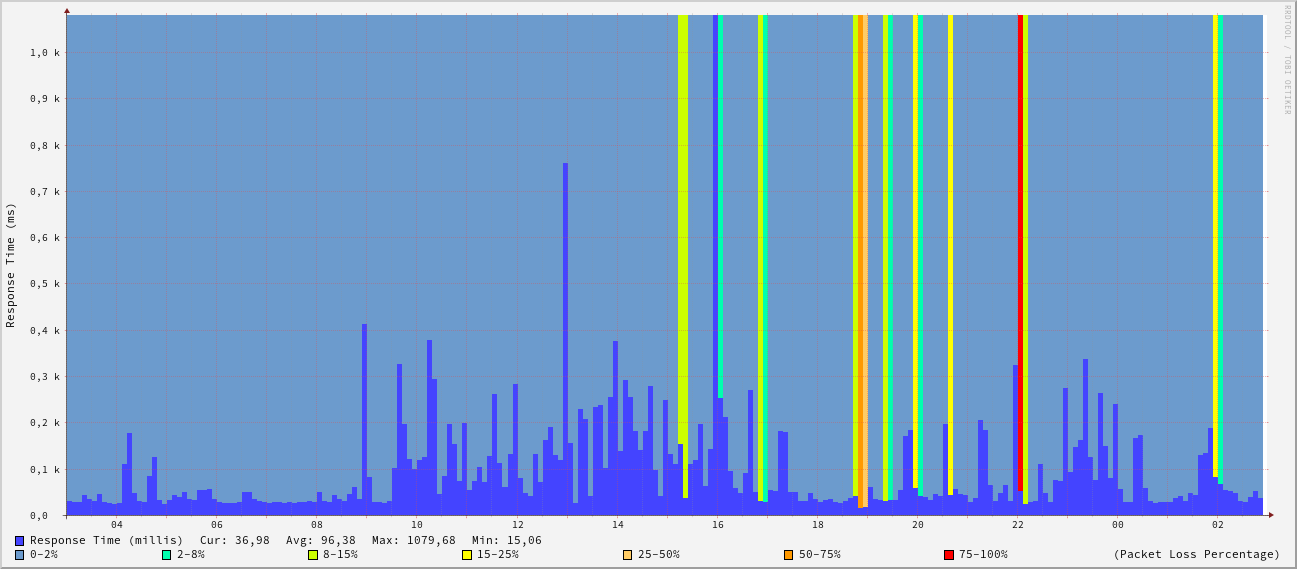 RRDTOOL / TOBI OETIKER
Response Time (ms)
1,0 k
0,9 k
0,8 k
0,7 k
0,6 k
0,5 k
0,4 k
0,3 k
0,2 k
0,1 k
0,0
04 06 08 10 12 14 16 18 20 22 00 02
Response Time (millis) Cur: 36,98 Avg: 96,38 Max: 1079,68 Min: 15,06
0-2% 2-8% 8-15% 15-25% 25-50% 50-75% 75-100% (Packet Loss Percentage)